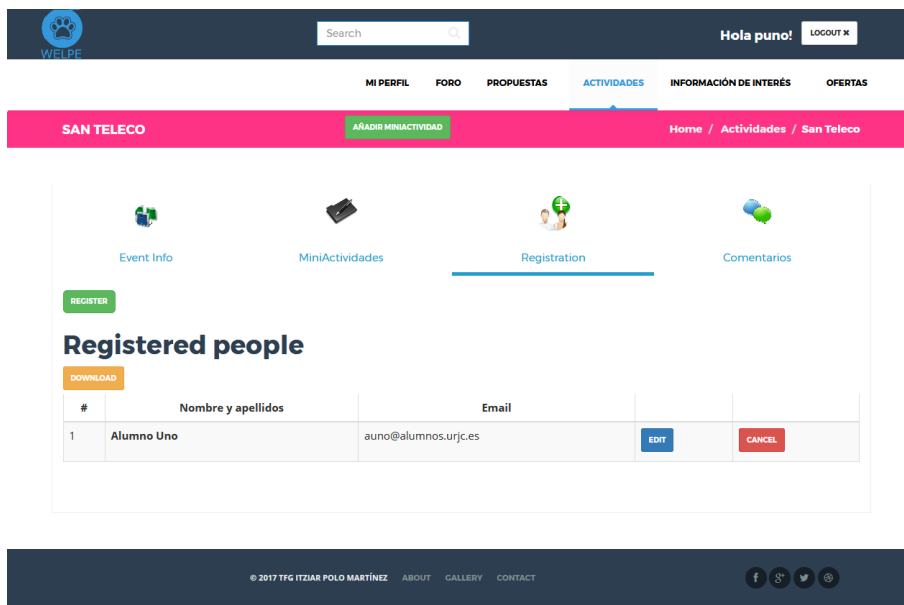 WELPE
Search
Hola puno!
LOGOUT ✖
MI PERFIL FORO PROPUESTAS ACTIVIDADES INFORMACIÓN DE INTERÉS OFERTAS
SAN TELECO
AÑADIR MINIACTIVIDAD
Home / Actividades / San Teleco
Event Info MiniActividades Registration Comentarios
REGISTER
Registered people
DOWNLOAD
# Nombre y apellidos Email
1 Alumno Uno auno@alumnos.urjc.es EDIT CANCEL
© 2017 TFG ITZIAR POLO MARTÍNEZ ABOUT GALLERY CONTACT